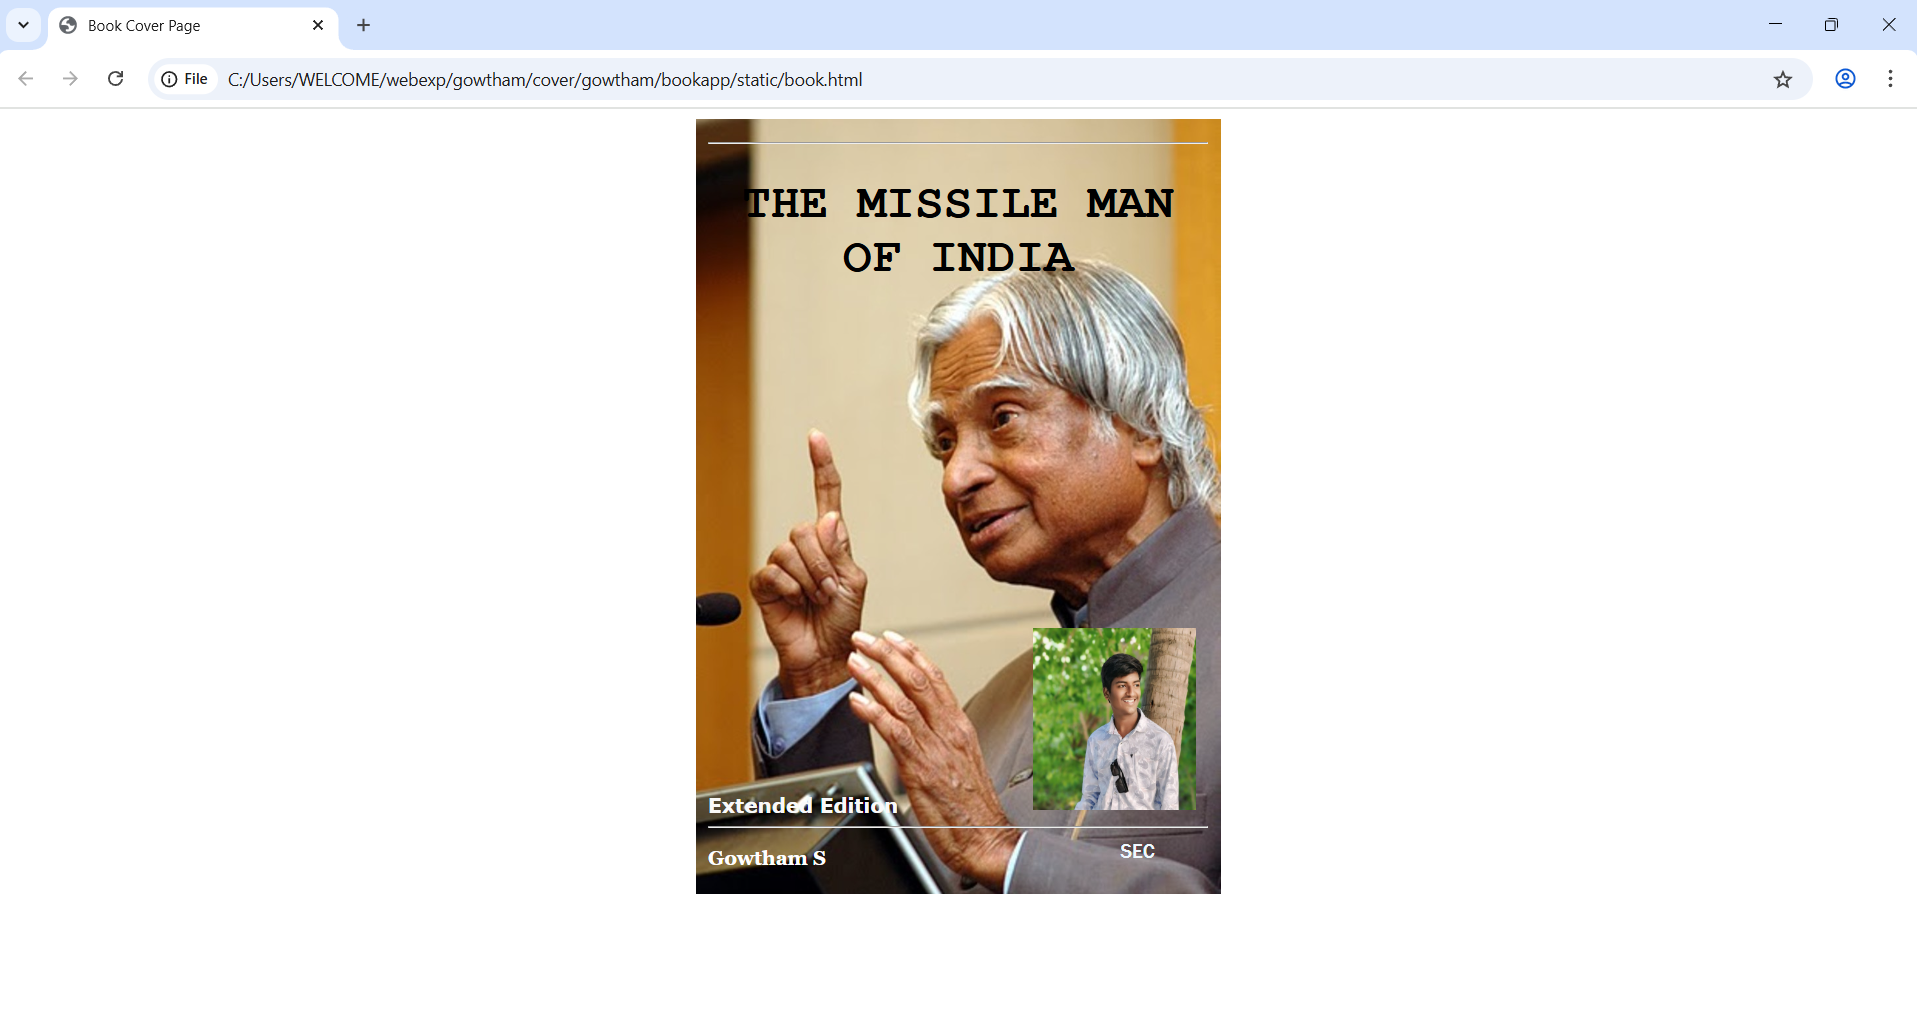 Book Cover Page
File
C:/Users/WELCOME/webexp/gowtham/cover/gowtham/bookapp/static/book.html
THE MISSILE MAN
OF INDIA
Extended Edition
Gowtham S
SEC